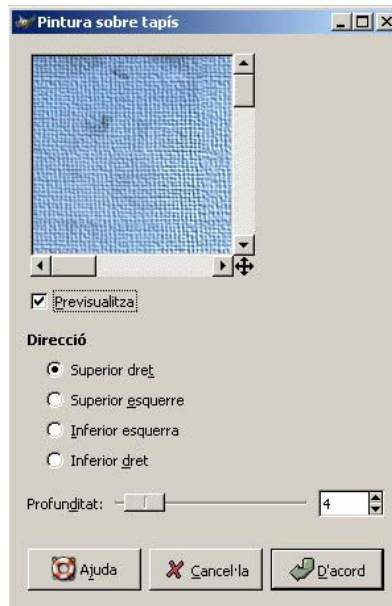 Pintura sobre tapís
Previsualitza
Direcció
Superior dret
Superior esquerre
Inferior esquerra
Inferior dret
Profunditat: 4
Ajuda Cancel·la D'acord